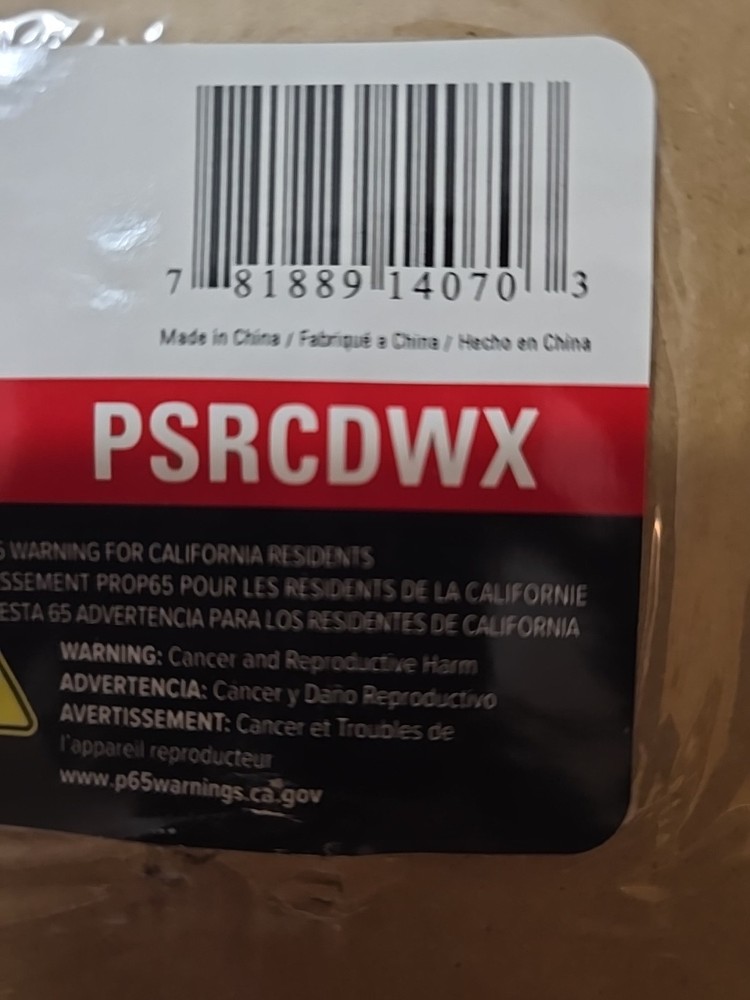 7 81889 14070 3
Made in China / Fabriqué a China / Hecho en China
PSRCDWX
WARNING FOR CALIFORNIA RESIDENTS
SSEMENT PROP65 POUR LES RESIDENTS DE LA CALIFORNIE
ESTA 65 ADVERTENCIA PARA LOS RESIDENTES DE CALIFORNIA
WARNING: Cancer and Reproductive Harm
ADVERTENCIA: Cáncer y Daño Reproductivo
AVERTISSEMENT: Cancer et Troubles de
l'appareil reproducteur
www.p65warnings.ca.gov